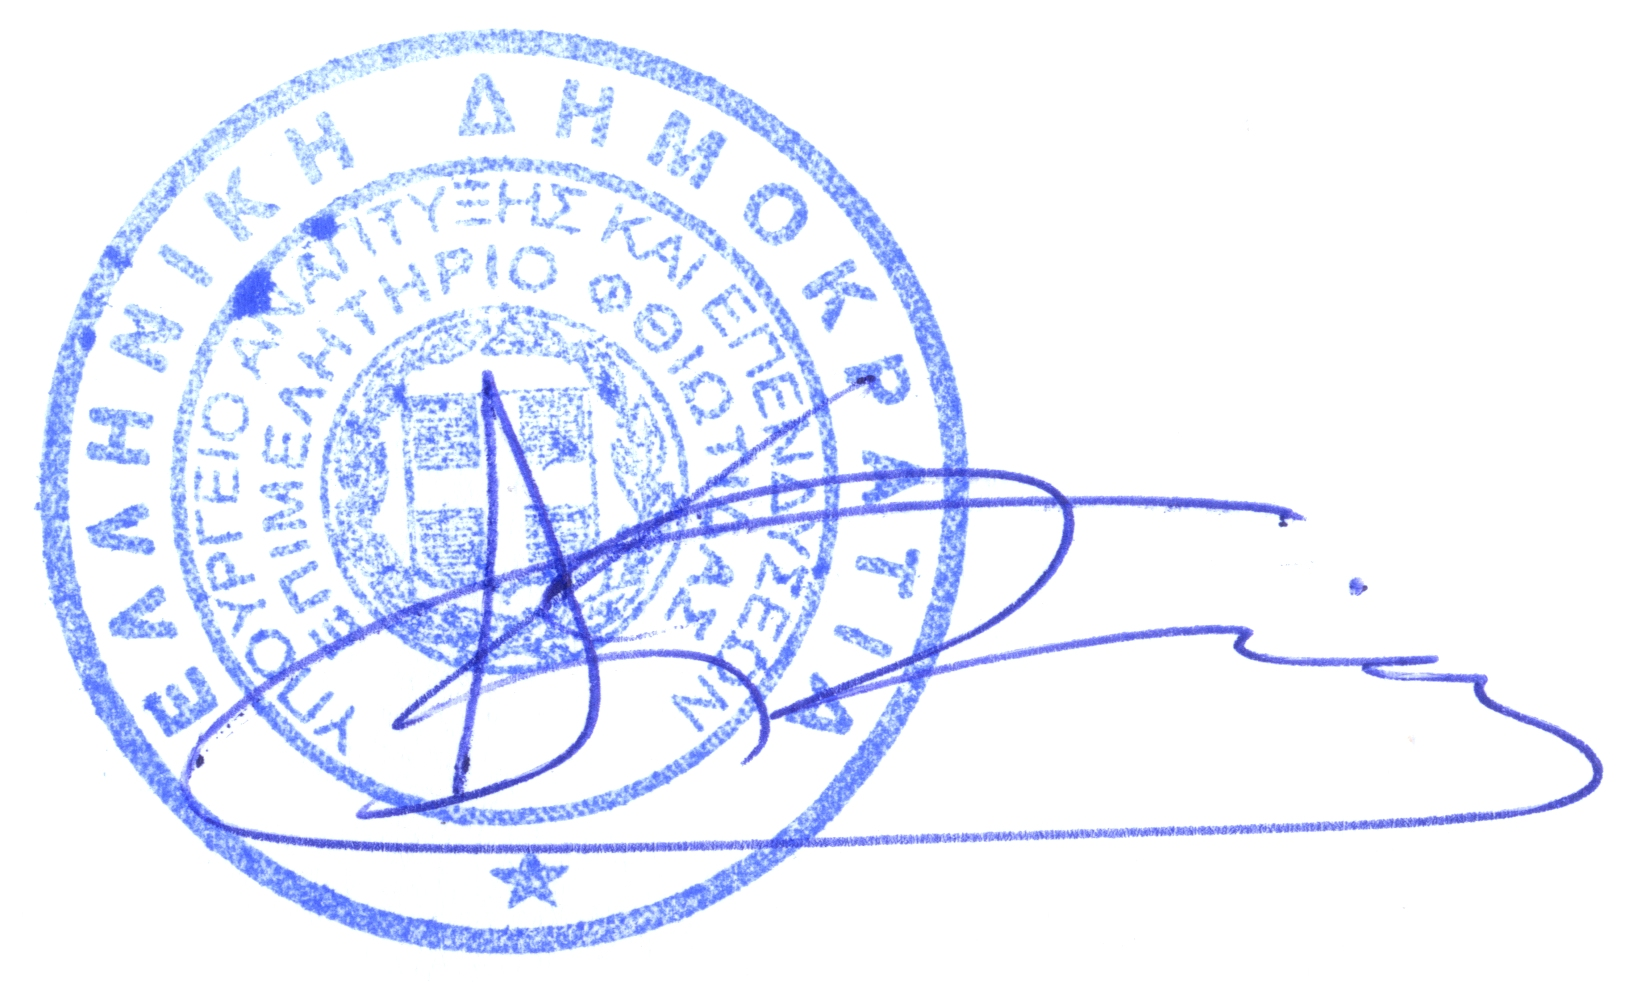 ΕΛΛΗΝΙΚΗ ΔΗΜΟΚΡΑΤΙΑ
ΥΠΟΥΡΓΕΙΟ ΑΝΑΠΤΥΞΗΣ ΚΑΙ ΕΠΕΝΔΥΣΕΩΝ
ΕΠΙΜΕΛΗΤΗΡΙΟ ΦΘΙΩΤΙΔΑΣ